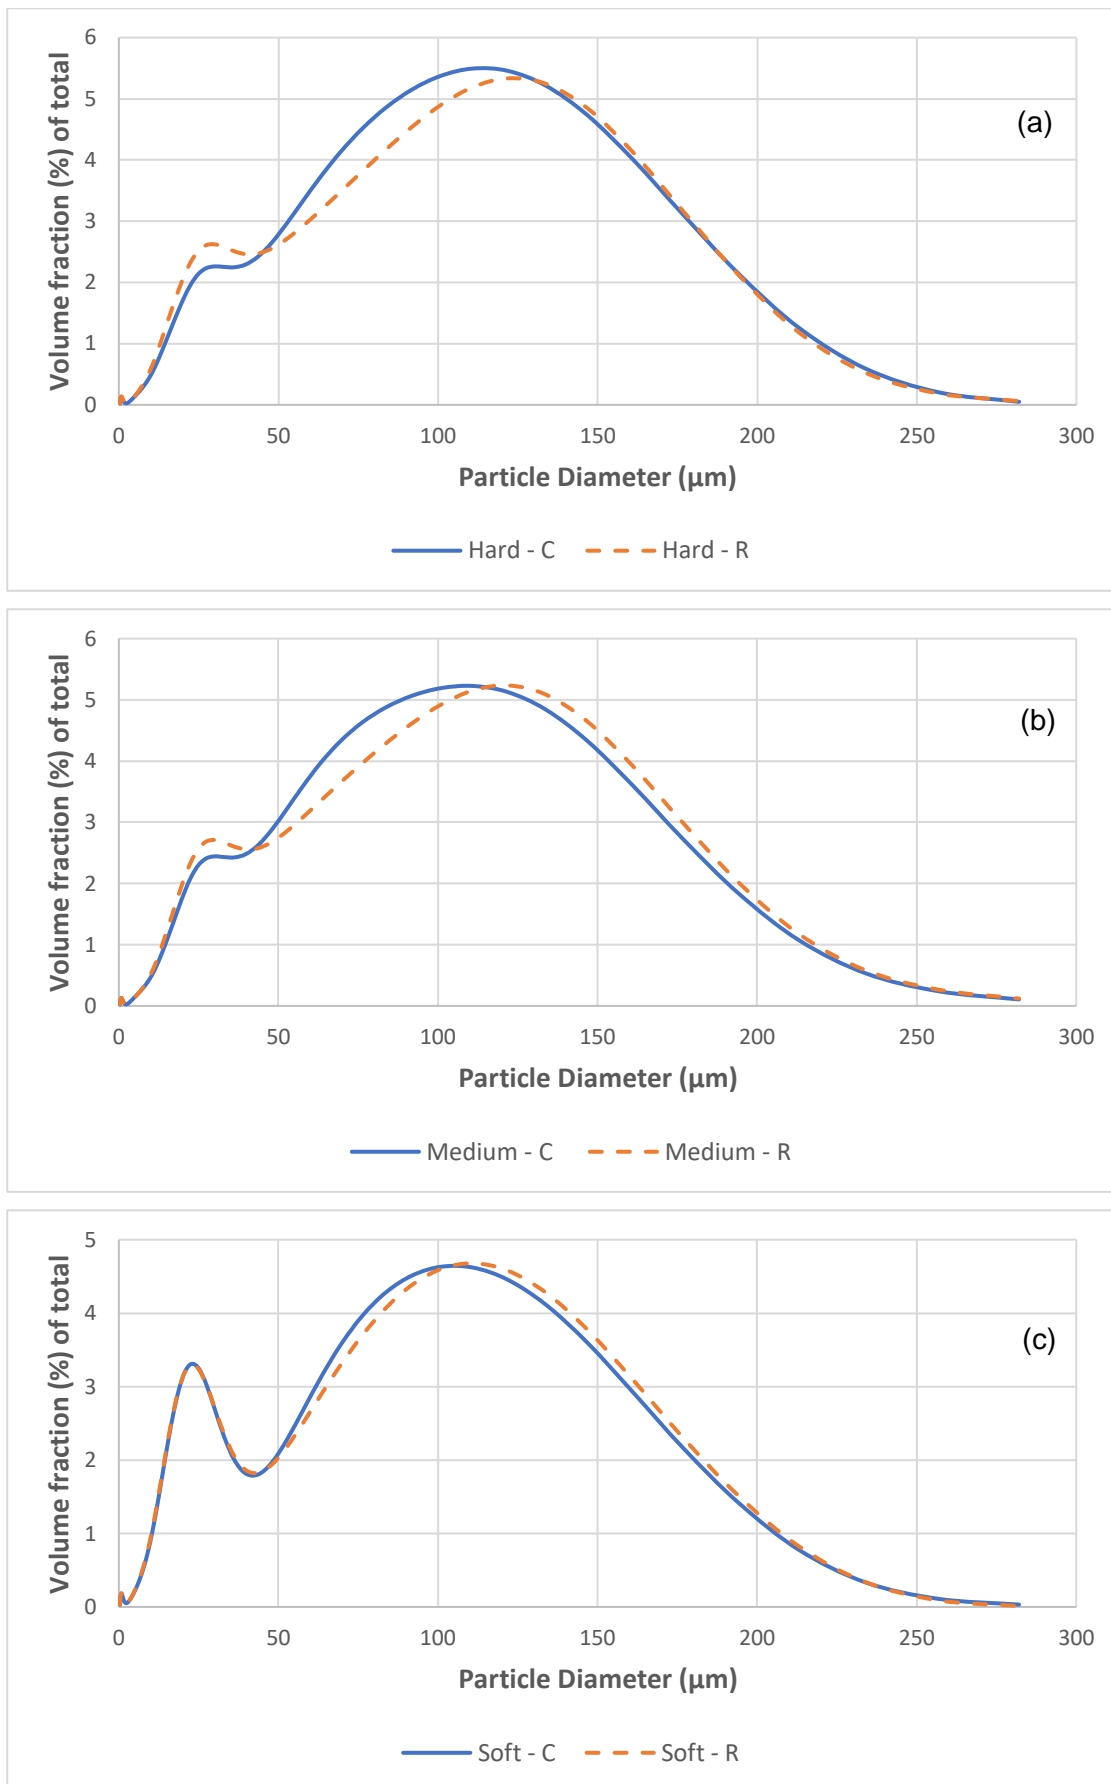 Volume fraction (%) of total
6
5
4
3
2
1
0
(a)
0 50 100 150 200 250 300
Particle Diameter (µm)
Hard - C Hard - R
Volume fraction (%) of total
6
5
4
3
2
1
0
(b)
0 50 100 150 200 250 300
Particle Diameter (µm)
Medium - C Medium - R
Volume fraction (%) of total
5
4
3
2
1
0
(c)
0 50 100 150 200 250 300
Particle Diameter (µm)
Soft - C Soft - R